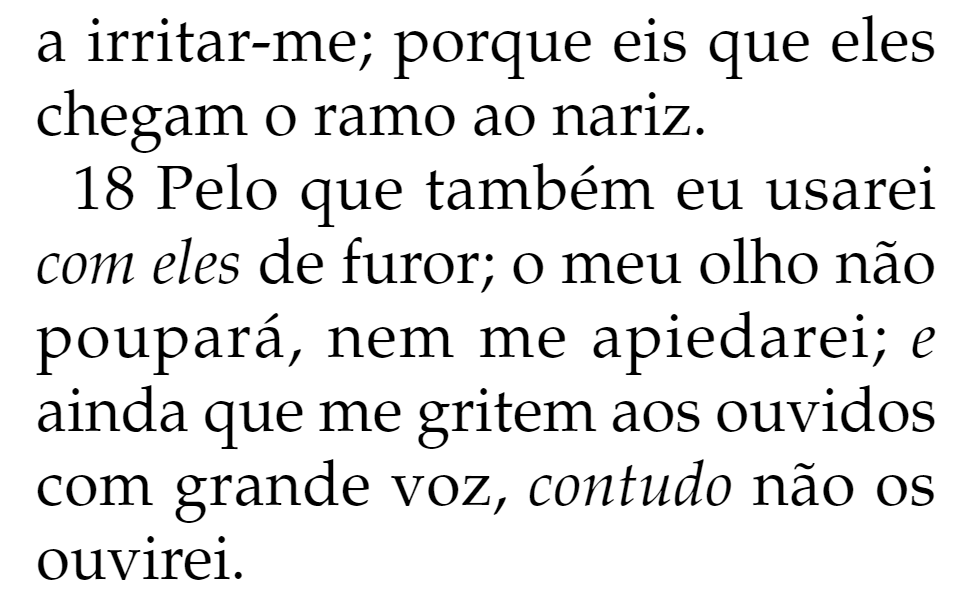 a irritar-me; porque eis que eles
chegam o ramo ao nariz.
18 Pelo que também eu usarei
com eles de furor; o meu olho não
poupará, nem me apiedarei; e
ainda que me gritem aos ouvidos
com grande voz, contudo não os
ouvirei.